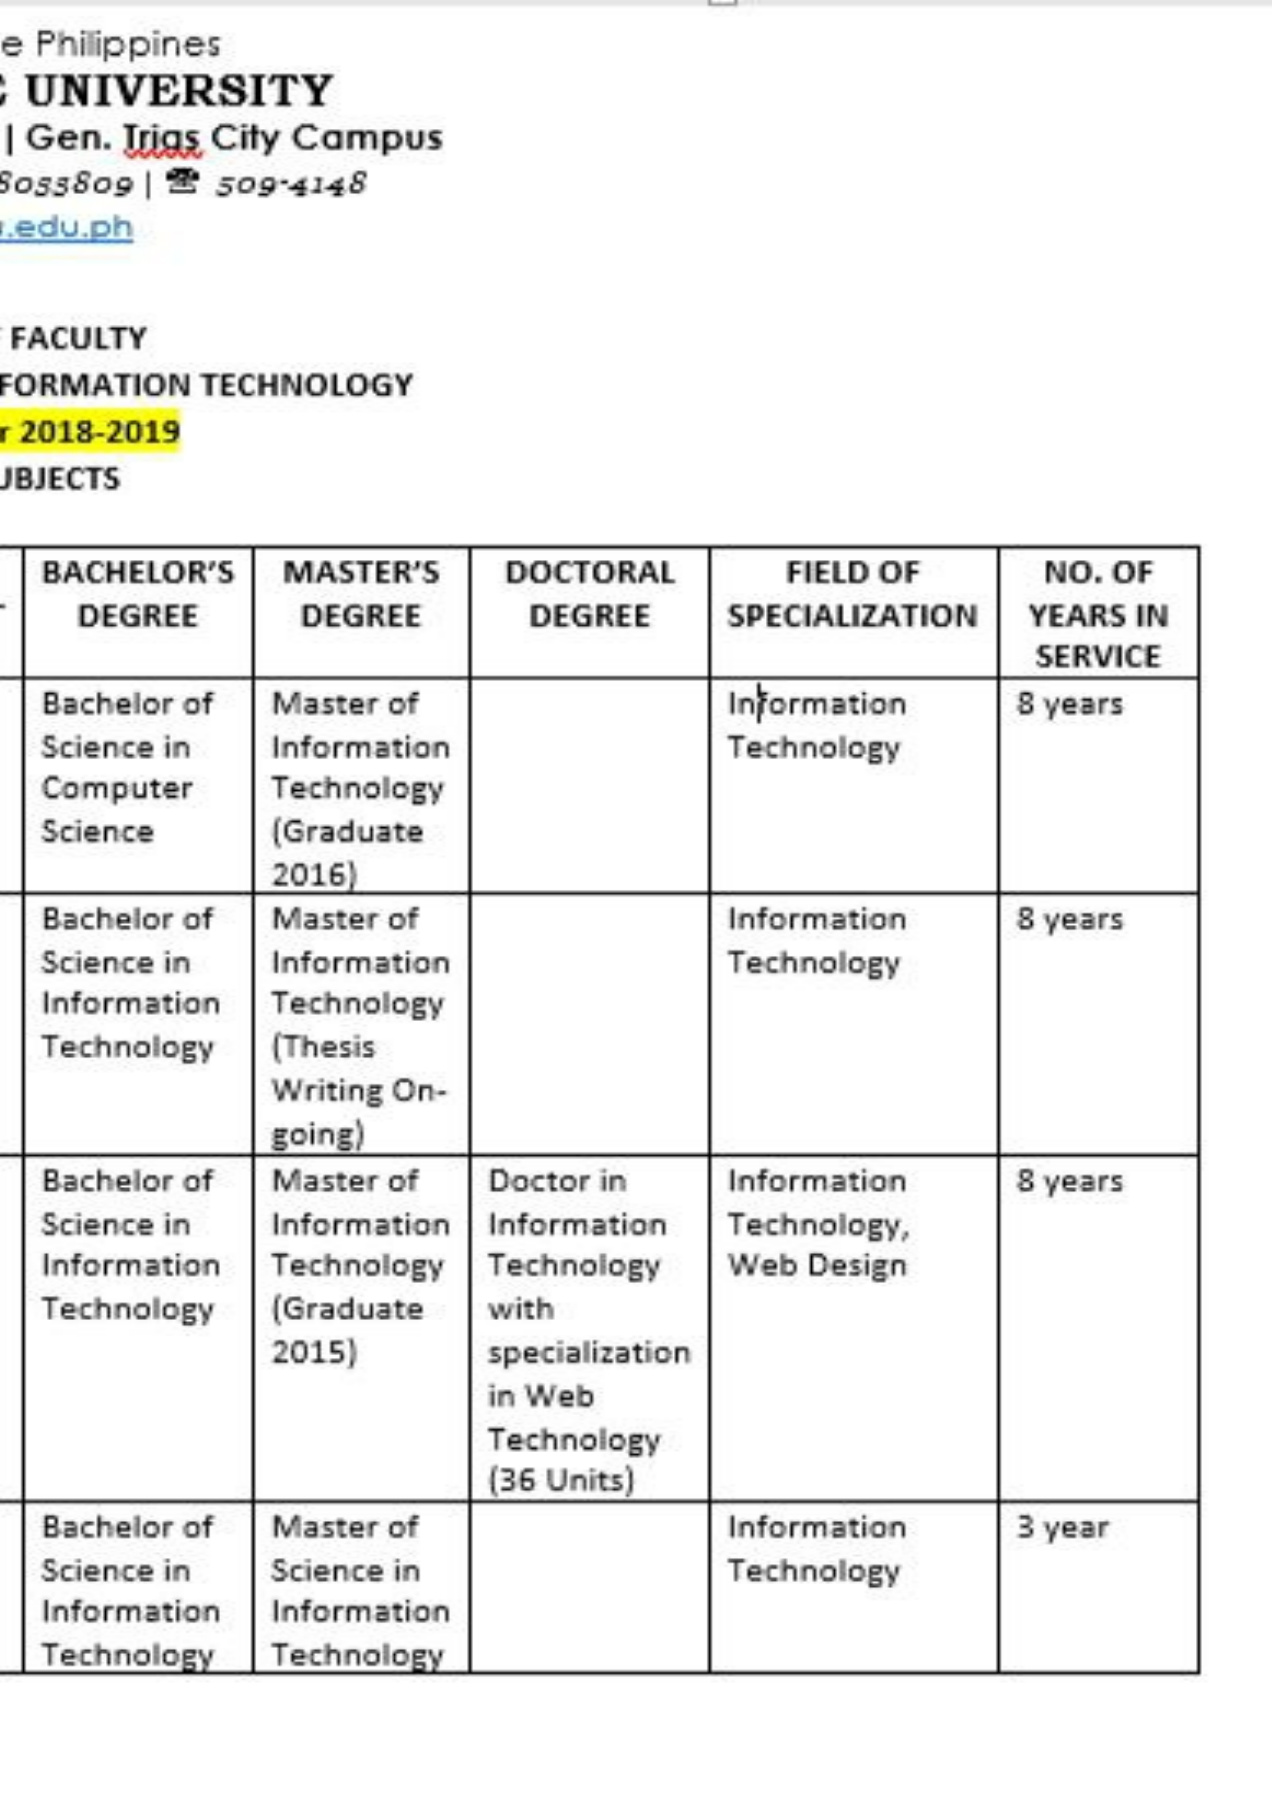 e Philippines
UNIVERSITY
| Gen. Trias City Campus
8053809 | ☎ 509-4148
.edu.ph
FACULTY
FORMATION TECHNOLOGY
r 2018-2019
UBJECTS
BACHELOR'S
DEGREE
MASTER'S
DEGREE
DOCTORAL
DEGREE
FIELD OF
SPECIALIZATION
NO. OF
YEARS IN
SERVICE
Bachelor of
Science in
Computer
Science
Master of
Information
Technology
(Graduate
2016)
Information
Technology
8 years
Bachelor of
Science in
Information
Technology
Master of
Information
Technology
(Thesis
Writing On-
going)
Information
Technology
8 years
Bachelor of
Science in
Information
Technology
Master of
Information
Technology
(Graduate
2015)
Doctor in
Information
Technology
with
specialization
in Web
Technology
(36 Units)
Information
Technology,
Web Design
8 years
Bachelor of
Science in
Information
Technology
Master of
Science in
Information
Technology
Information
Technology
3 year